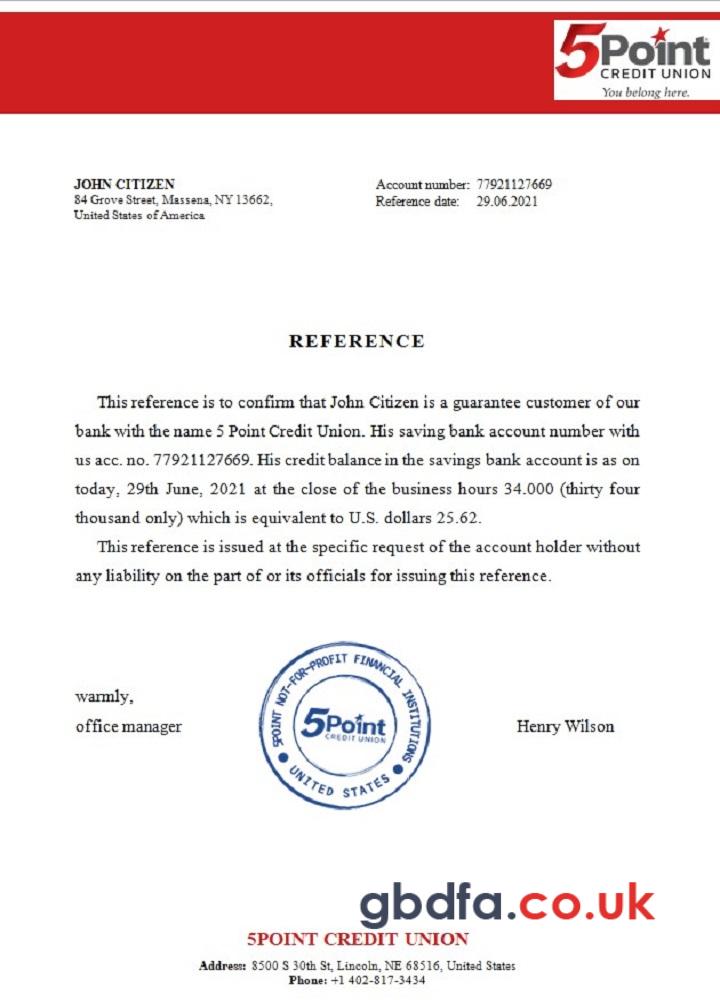 5Point
CREDIT UNION
You belong here.
JOHN CITIZEN
84 Grove Street, Massena, NY 13662,
United States of America
Account number: 77921127669
Reference date: 29.06.2021
REFERENCE
This reference is to confirm that John Citizen is a guarantee customer of our
bank with the name 5 Point Credit Union. His saving bank account number with
us acc. no. 77921127669. His credit balance in the savings bank account is as on
today, 29th June, 2021 at the close of the business hours 34.000 (thirty four
thousand only) which is equivalent to U.S. dollars 25.62.
This reference is issued at the specific request of the account holder without
any liability on the part of or its officials for issuing this reference.
warmly,
office manager
5POINT NOT-FOR-PROFIT FINANCIAL INSTITUTIONS
5Point
CREDIT UNION
UNITED STATES
Henry Wilson
gbdfa.co.uk
5POINT CREDIT UNION
Address: 8500 S 30th St, Lincoln, NE 68516, United States
Phone: +1 402-817-3434